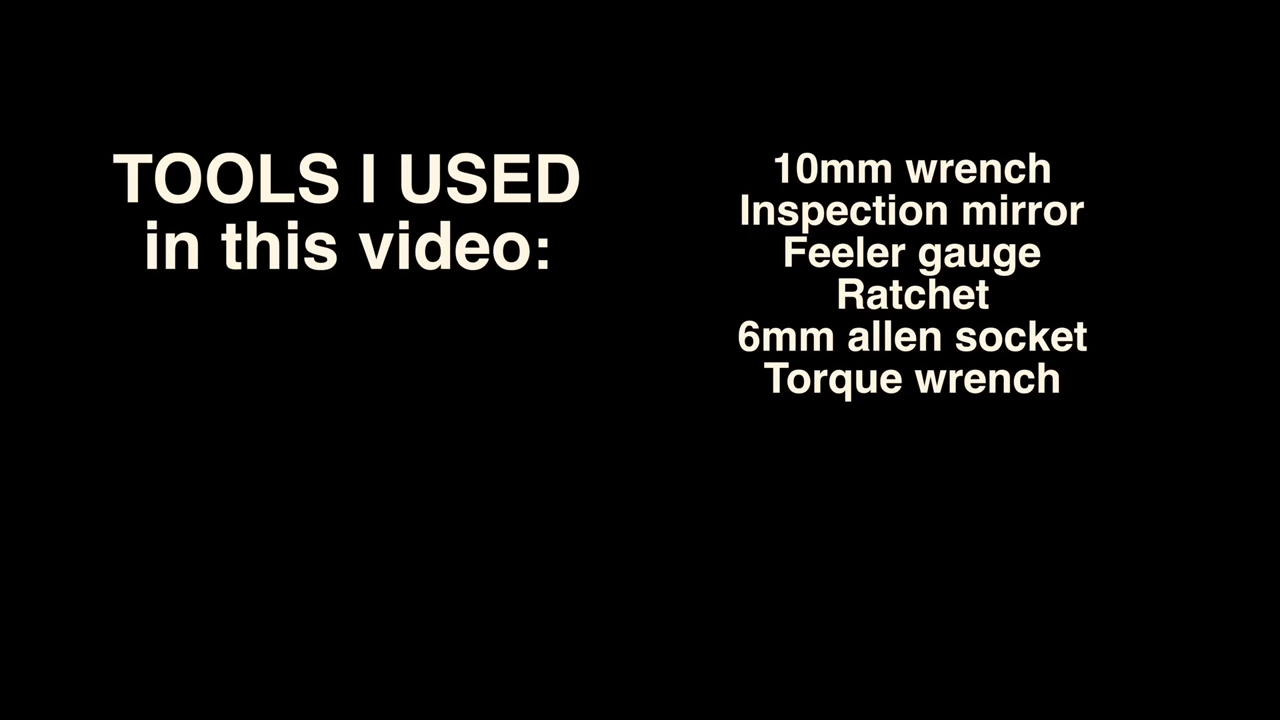 TOOLS I USED
in this video:
10mm wrench
Inspection mirror
Feeler gauge
Ratchet
6mm allen socket
Torque wrench